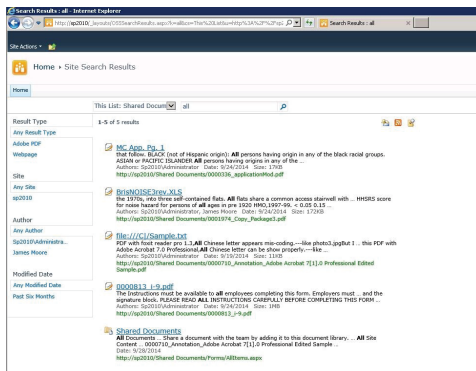 Search Results : all - Internet Explorer
http://sp2010/_layouts/OSSSearchResults.aspx?k=all&cs=This%20List&u=http%3A%2F%2Fsp2
Search Results : all
Site Actions
Home › Site Search Results
Home
This List: Shared Docum all
Result Type
Any Result Type
Adobe PDF
Webpage
Site
Any Site
sp2010
Author
Any Author
Sp2010\Administra...
James Moore
Modified Date
Any Modified Date
Past Six Months
1-5 of 5 results
MC App, Pg. 1
that follow. BLACK (not of Hispanic origin): All persons having origin in any of the black racial groups.
ASIAN or PACIFIC ISLANDER All persons having origins in any of the ...
Authors: Sp2010\Administrator Date: 9/24/2014 Size: 17KB
http://sp2010/Shared Documents/0000336_applicationMod.pdf
BrisNOISE3rev.XLS
the 1970s, into three self-contained flats. All flats share a common access stairwell with ... HHSRS score
for noise hazard for persons of all ages in pre 1920 HMO,1997-99. < 0.05 0.15 ...
Authors: Sp2010\Administrator, James Moore Date: 9/24/2014 Size: 172KB
http://sp2010/Shared Documents/0001974_Copy_Package3.pdf
file:///C|/Sample.txt
PDF with foxit reader pro 1.3,All Chinese letter appears mis-coding.----like photo3.jpgBut 1 .. this PDF with
Adobe Acrobat 7.0 Professional,All Chinese letter can be show properly.---like ...
Authors: Sp2010\Administrator Date: 9/24/2014 Size: 11KB
http://sp2010/Shared Documents/0000710_Annotation_Adobe Acrobat 7[1].0 Professional Edited
Sample.pdf
0000813_i-9.pdf
The Instructions must be available to all employees completing this form. Employers must ... and the
signature block. PLEASE READ ALL INSTRUCTIONS CAREFULLY BEFORE COMPLETING THIS FORM ...
Authors: Sp2010\Administrator Date: 9/24/2014 Size: 1MB
http://sp2010/Shared Documents/0000813_i-9.pdf
Shared Documents
All Documents ... Share a document with the team by adding it to this document library. ... All Site
Content .. 0000710_Annotation_Adobe Acrobat 7[1].0 Professional Edited Sample ...
Date: 9/28/2014
http://sp2010/Shared Documents/Forms/AllItems.aspx